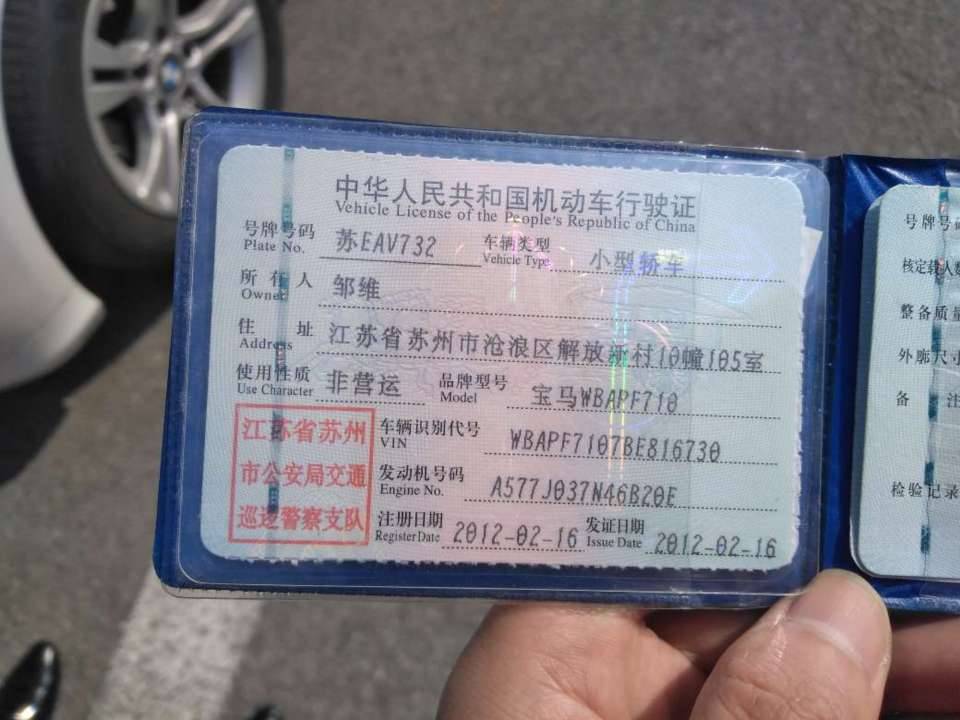 中华人民共和国机动车行驶证
Vehicle License of the People's Republic of China
号牌号码 苏EAV732 车辆类型 小型轿车
Plate No. Vehicle Type
所有人 邹维
Owner
住址 江苏省苏州市沧浪区解放新村10幢105室
Address
使用性质 非营运 品牌型号 宝马WBAPF710
Use Character Model
江苏省苏州
市公安局交通
巡逻警察支队
车辆识别代号 WBAPF7107BE816730
VIN
发动机号码 A577J037N46B20E
Engine No.
注册日期 2012-02-16 发证日期 2012-02-16
Register Date Issue Date
号牌号码
核定载人数
整备质量
外廓尺寸
备注
检验记录